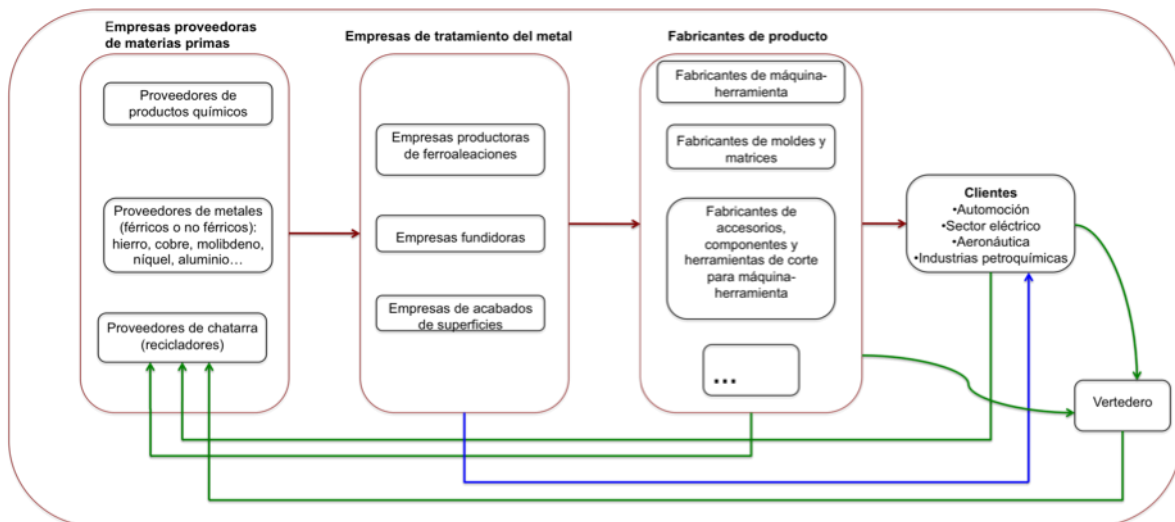 Empresas proveedoras
de materias primas
Proveedores de
productos químicos
Proveedores de metales
(férricos o no férricos):
hierro, cobre, molibdeno,
níquel, aluminio…
Proveedores de chatarra
(recicladores)
Empresas de tratamiento del metal
Empresas productoras
de ferroaleaciones
Empresas fundidoras
Empresas de acabados
de superficies
Fabricantes de producto
Fabricantes de máquina-
herramienta
Fabricantes de moldes y
matrices
Fabricantes de
accesorios,
componentes y
herramientas de corte
para máquina-
herramienta
...
Clientes
•Automoción
•Sector eléctrico
•Aeronáutica
•Industrias petroquímicas
Vertedero